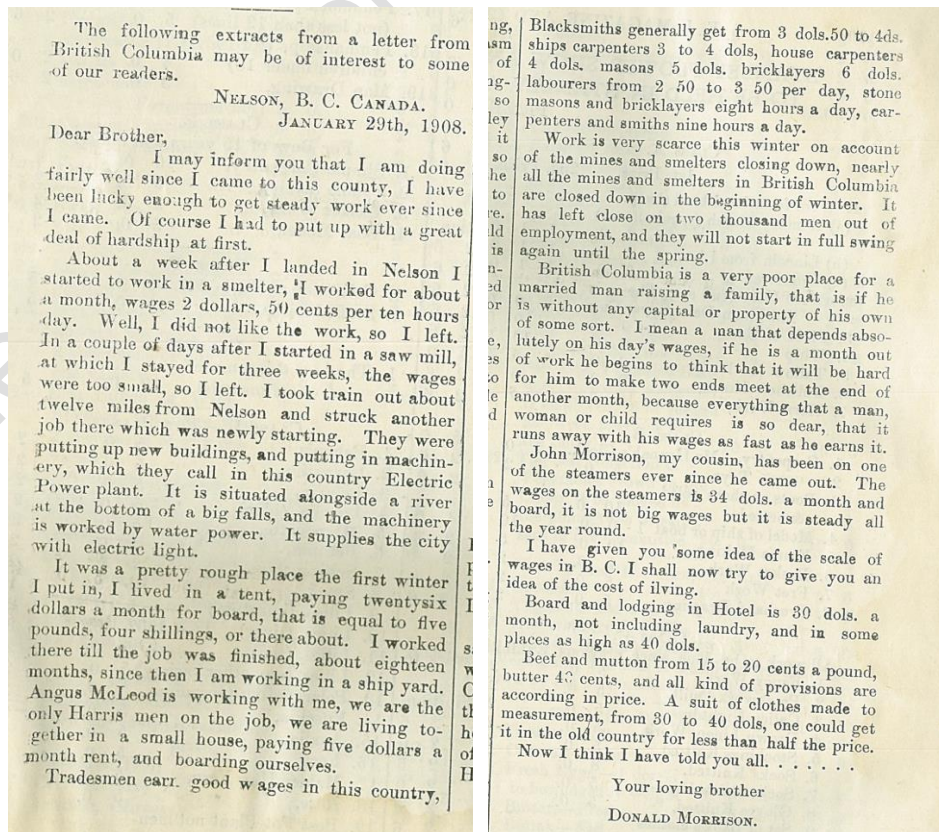 The following extracts from a letter from
British Columbia may be of interest to some
of our readers.
NELSON, B. C. CANADA.
JANUARY 29th, 1908.
Dear Brother,
I may inform you that I am doing
fairly well since I came to this county, I have
been lucky enough to get steady work ever since
I came. Of course I had to put up with a great
deal of hardship at first.
About a week after I landed in Nelson I
started to work in a smelter, I worked for about
a month, wages 2 dollars, 50 cents per ten hours
day. Well, I did not like the work, so I left.
In a couple of days after I started in a saw mill,
at which I stayed for three weeks, the wages
were too small, so I left. I took train out about
twelve miles from Nelson and struck another
job there which was newly starting. They were
putting up new buildings, and putting in machin-
ery, which they call in this country Electric
Power plant. It is situated alongside a river
at the bottom of a big falls, and the machinery
is worked by water power. It supplies the city
with electric light.
It was a pretty rough place the first winter
I put in, I lived in a tent, paying twentysix
dollars a month for board, that is equal to five
pounds, four shillings, or there about. I worked
there till the job was finished, about eighteen
months, since then I am working in a ship yard.
Angus McLeod is working with me, we are the
only Harris men on the job, we are living to-
gether in a small house, paying five dollars a
month rent, and boarding ourselves.
Tradesmen earn good wages in this country,
Blacksmiths generally get from 3 dols.50 to 4ds.
ships carpenters 3 to 4 dols, house carpenters
4 dols. masons 5 dols. bricklayers 6 dols.
labourers from 2 50 to 3 50 per day, stone
masons and bricklayers eight hours a day, car-
penters and smiths nine hours a day.
Work is very scarce this winter on account
of the mines and smelters closing down, nearly
all the mines and smelters in British Columbia
are closed down in the beginning of winter. It
has left close on two thousand men out of
employment, and they will not start in full swing
again until the spring.
British Columbia is a very poor place for a
married man raising a family, that is if he
is without any capital or property of his own
of some sort. I mean a man that depends abso-
lutely on his day's wages, if he is a month out
of work he begins to think that it will be hard
for him to make two ends meet at the end of
another month, because everything that a man,
woman or child requires is so dear, that it
runs away with his wages as fast as he earns it.
John Morrison, my cousin, has been on one
of the steamers ever since he came out. The
wages on the steamers is 34 dols. a month and
board, it is not big wages but it is steady all
the year round.
I have given you some idea of the scale of
wages in B. C. I shall now try to give you an
idea of the cost of ilving.
Board and lodging in Hotel is 30 dols. a
month, not including laundry, and in some
places as high as 40 dols.
Beef and mutton from 15 to 20 cents a pound,
butter cents, and all kind of provisions are
according in price. A suit of clothes made to
measurement, from 30 to 40 dols, one could get
it in the old country for less than half the price.
Now I think I have told you all. . . . . . .
Your loving brother
DONALD MORRISON.